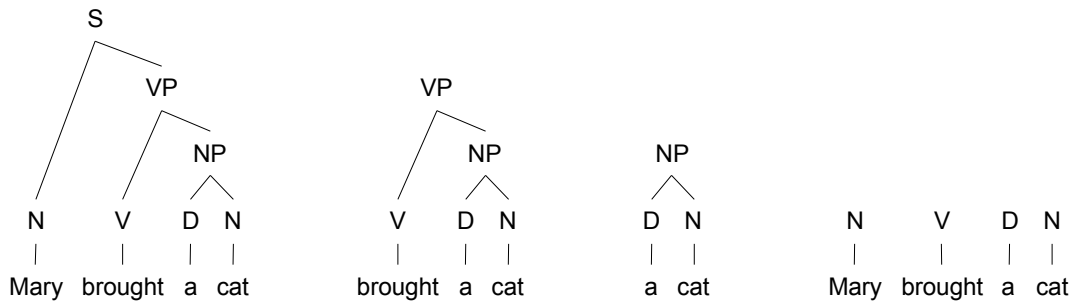 S
VP VP
NP NP NP
N V D N V D N D N N V D N
Mary brought a cat brought a cat a cat Mary brought a cat